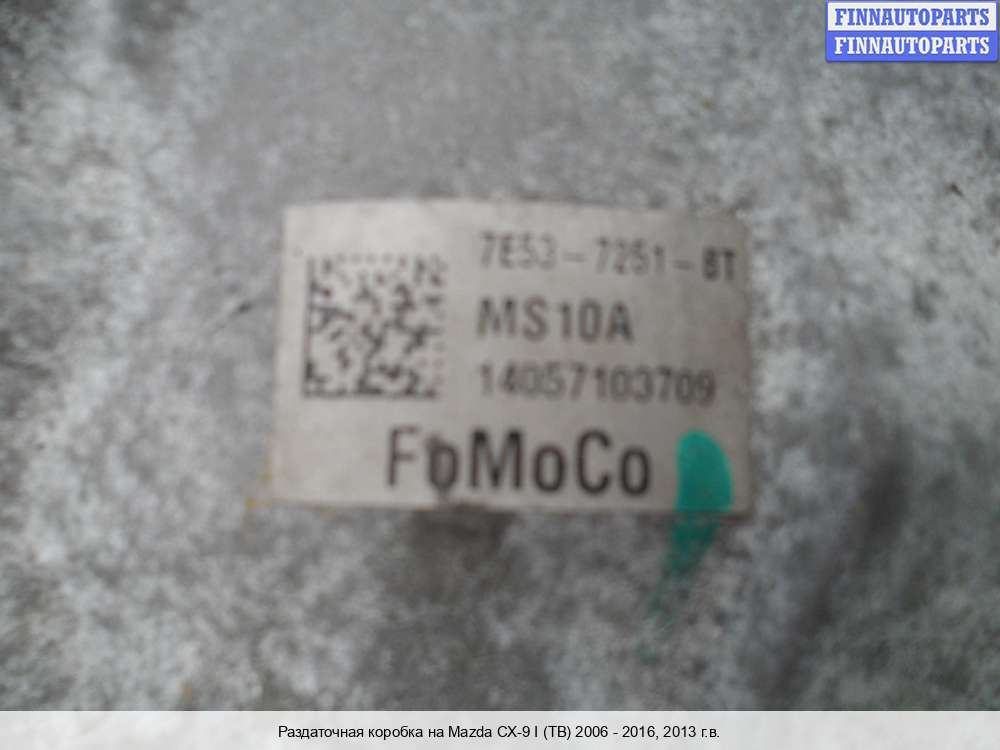 FINNAUTOPARTS
FINNAUTOPARTS
7E53-7251-BT
MS10A
14057103709
FoMoCo
Раздаточная коробка на Mazda CX-9 I (TB) 2006 - 2016, 2013 г.в.